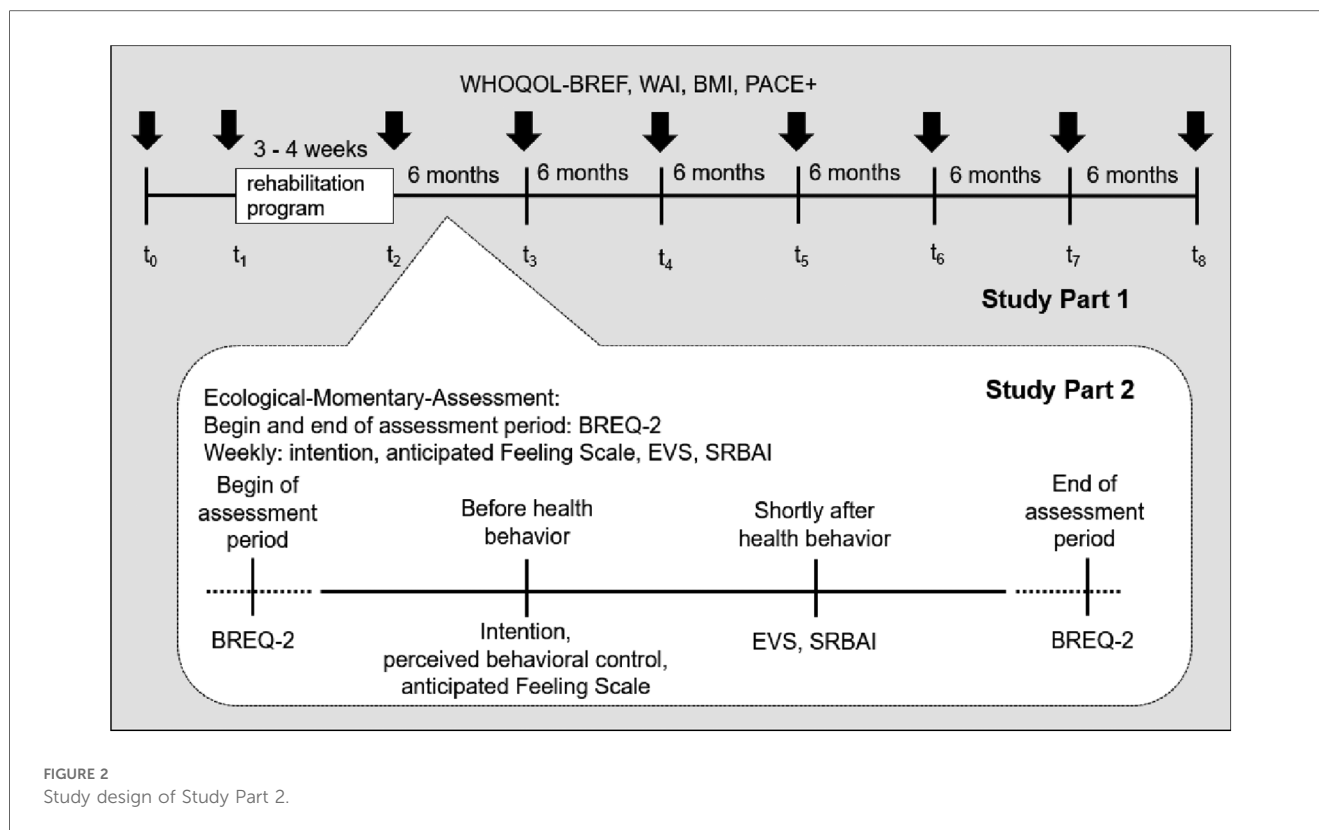 WHOQOL-BREF, WAI, BMI, PACE+
3 - 4 weeks
rehabilitation
program
6 months
6 months
6 months
6 months
6 months
6 months
t₀
t₁
t₂
t₃
t₄
t₅
t₆
t₇
t₈
Study Part 1
Study Part 2
Ecological-Momentary-Assessment:
Begin and end of assessment period: BREQ-2
Weekly: intention, anticipated Feeling Scale, EVS, SRBAI
Begin of
assessment
period
Before health
behavior
Shortly after
health behavior
End of
assessment
period
BREQ-2
Intention,
perceived behavioral control,
anticipated Feeling Scale
EVS, SRBAI
BREQ-2
FIGURE 2
Study design of Study Part 2.